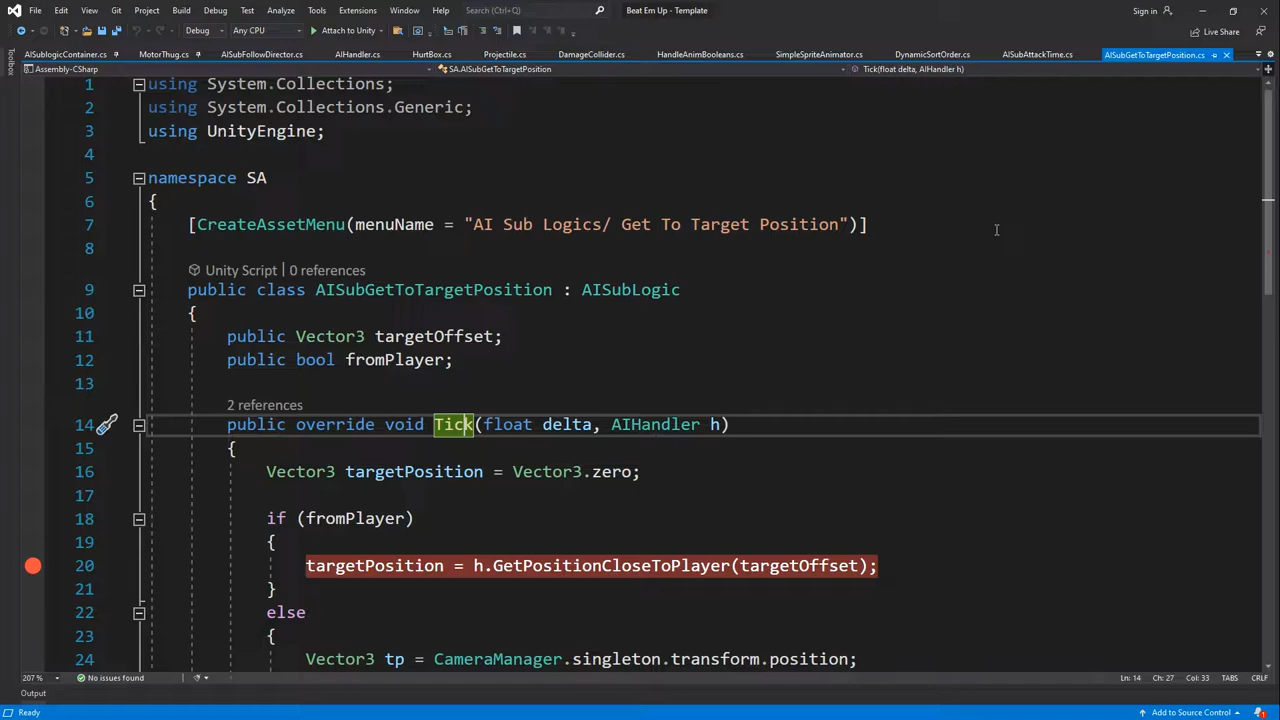 File Edit View Git Project Build Debug Test Analyze Tools Extensions Window Help Search (Ctrl+Q) Beat Em Up - Template Sign in
Debug Any CPU Attach to Unity Live Share
AISublogicContainer.cs MotorThug.cs AISubFollowDirector.cs AIHandler.cs HurtBox.cs Projectile.cs DamageCollider.cs HandleAnimBooleans.cs SimpleSpriteAnimator.cs DynamicSortOrder.cs AISubAttackTime.cs AISubGetToTargetPosition.cs
Toolbox
Assembly-CSharp SA.AISubGetToTargetPosition Tick(float delta, AIHandler h)
1 using System.Collections;
2 using System.Collections.Generic;
3 using UnityEngine;
4
5 namespace SA
6 {
7 [CreateAssetMenu(menuName = "AI Sub Logics/ Get To Target Position")]
8
Unity Script | 0 references
9 public class AISubGetToTargetPosition : AISubLogic
10 {
11 public Vector3 targetOffset;
12 public bool fromPlayer;
13
2 references
14 public override void Tick(float delta, AIHandler h)
15 {
16 Vector3 targetPosition = Vector3.zero;
17
18 if (fromPlayer)
19 {
20 targetPosition = h.GetPositionCloseToPlayer(targetOffset);
21 }
22 else
23 {
24 Vector3 tp = CameraManager.singleton.transform.position;
207 % No issues found Ln: 14 Ch: 27 Col: 33 TABS CRLF
Output
Ready Add to Source Control 1